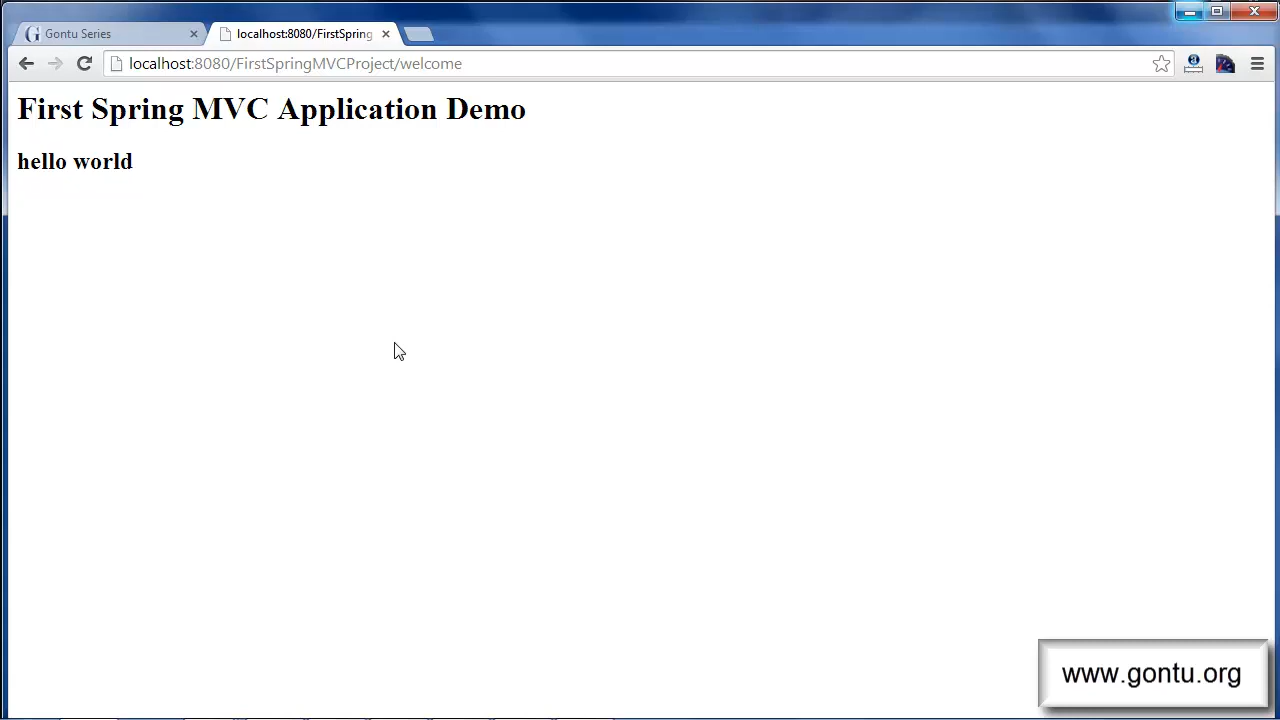 Gontu Series
localhost:8080/FirstSpring
localhost:8080/FirstSpringMVCProject/welcome
First Spring MVC Application Demo
hello world
www.gontu.org